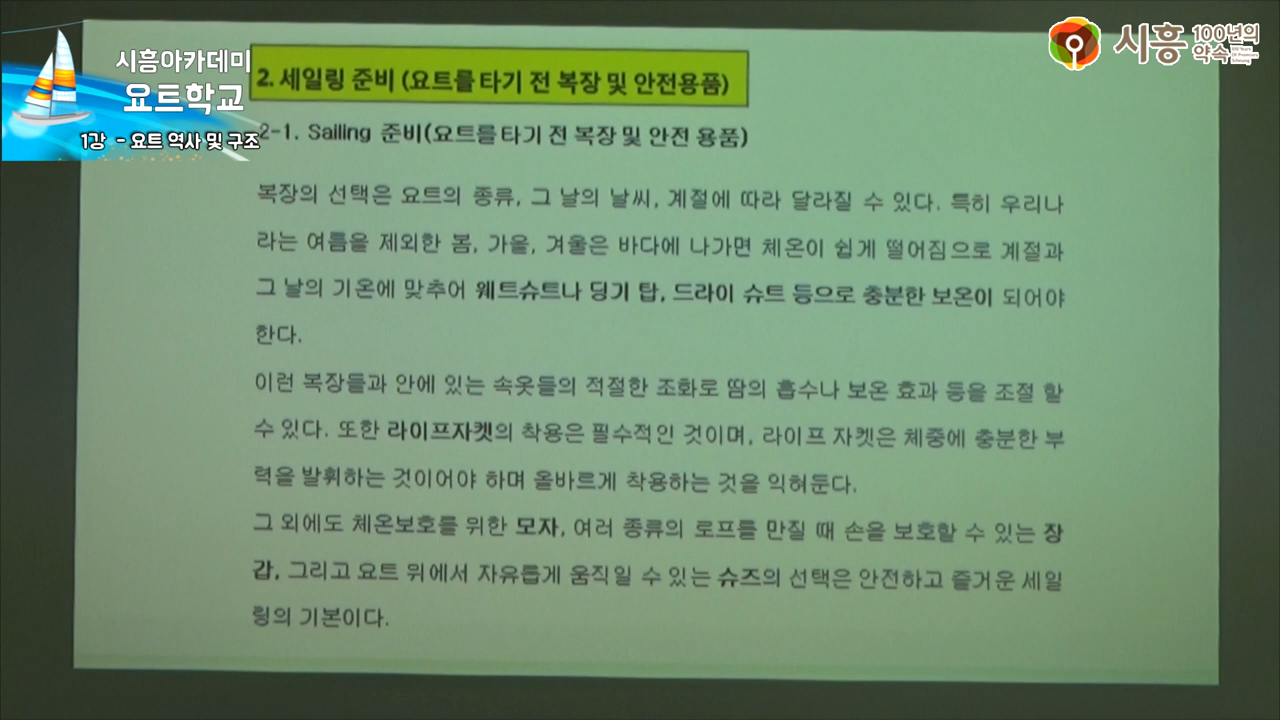 시흥아카데미
요트학교
1강 - 요트 역사 및 구조
시흥 100년의 약속
2. 세일링 준비 (요트를 타기 전 복장 및 안전용품)
2-1. Sailing 준비(요트를 타기 전 복장 및 안전 용품)
복장의 선택은 요트의 종류, 그 날의 날씨, 계절에 따라 달라질 수 있다. 특히 우리나
라는 여름을 제외한 봄, 가을, 겨울은 바다에 나가면 체온이 쉽게 떨어짐으로 계절과
그 날의 기온에 맞추어 웨트슈트나 딩기 탑, 드라이 슈트 등으로 충분한 보온이 되어야
한다.
이런 복장들과 안에 있는 속옷들의 적절한 조화로 땀의 흡수나 보온 효과 등을 조절 할
수 있다. 또한 라이프자켓의 착용은 필수적인 것이며, 라이프 자켓은 체중에 충분한 부
력을 발휘하는 것이어야 하며 올바르게 착용하는 것을 익혀둔다.
그 외에도 체온보호를 위한 모자, 여러 종류의 로프를 만질 때 손을 보호할 수 있는 장
갑, 그리고 요트 위에서 자유롭게 움직일 수 있는 슈즈의 선택은 안전하고 즐거운 세일
링의 기본이다.